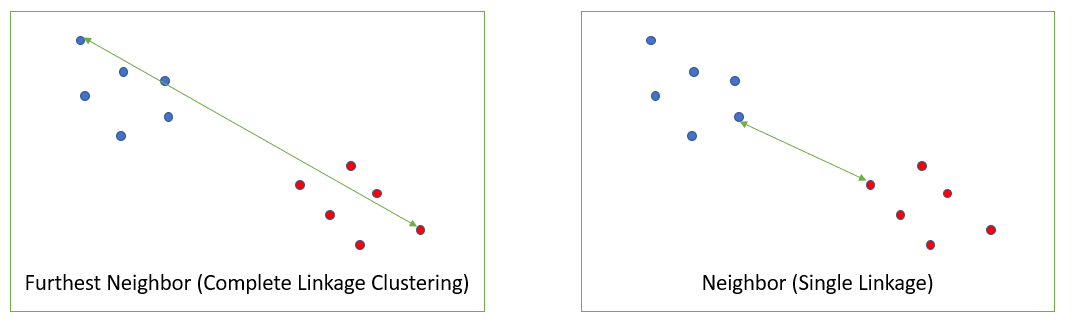 Furthest Neighbor (Complete Linkage Clustering)
Neighbor (Single Linkage)